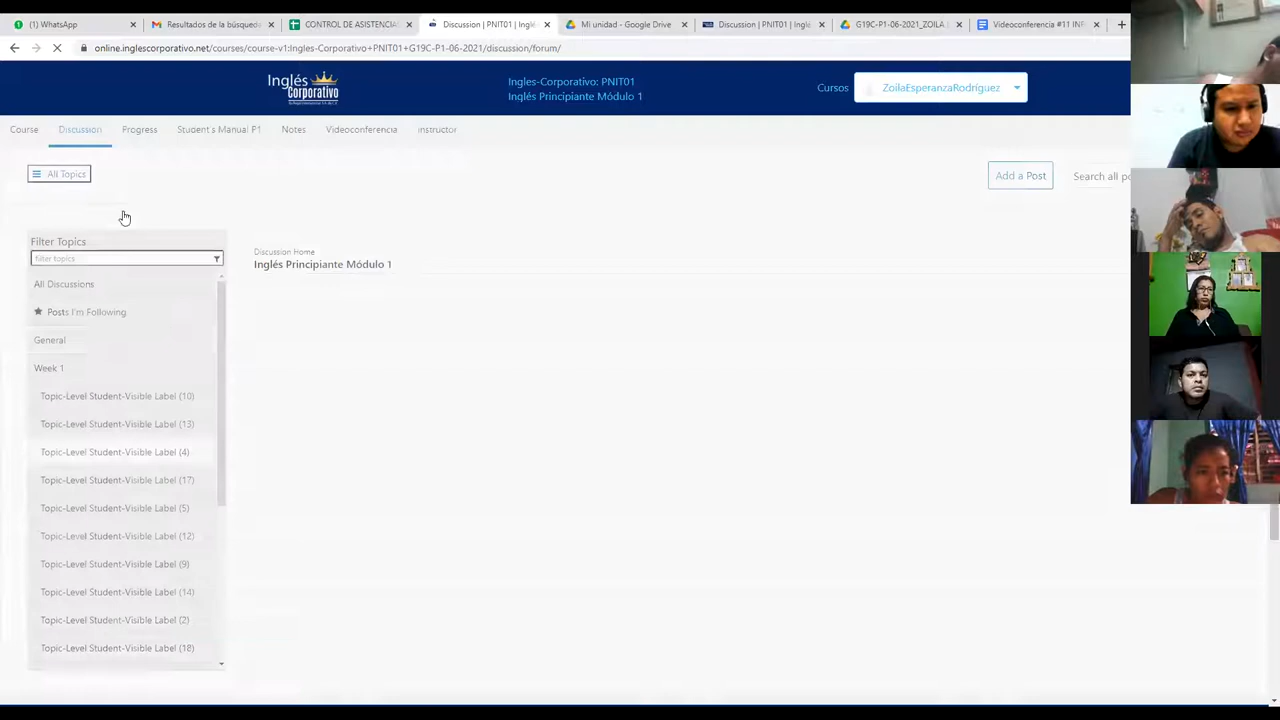 WhatsApp
Resultados de la búsqueda
CONTROL DE ASISTENCIA
Discussion | PNIT01 | Inglé
Mi unidad - Google Drive
Discussion | PNIT01 | Inglé
G19C-P1-06-2021_ZOILA
Videoconferencia #11 INF
online.inglescorporativo.net/courses/course-v1:Ingles-Corporativo+PNIT01+G19C-P1-06-2021/discussion/forum/
Inglés
Corporativo
Ingles-Corporativo: PNIT01
Inglés Principiante Módulo 1
Cursos
ZoilaEsperanzaRodriguez
Course
Discussion
Progress
Student's Manual P1
Notes
Videoconferencia
Instructor
All Topics
Add a Post
Search all po
Filter Topics
filter topics
All Discussions
Posts I'm Following
General
Week 1
Topic-Level Student-Visible Label (10)
Topic-Level Student-Visible Label (13)
Topic-Level Student-Visible Label (4)
Topic-Level Student-Visible Label (17)
Topic-Level Student-Visible Label (5)
Topic-Level Student-Visible Label (12)
Topic-Level Student-Visible Label (9)
Topic-Level Student-Visible Label (14)
Topic-Level Student-Visible Label (2)
Topic-Level Student-Visible Label (18)
Discussion Home
Inglés Principiante Módulo 1